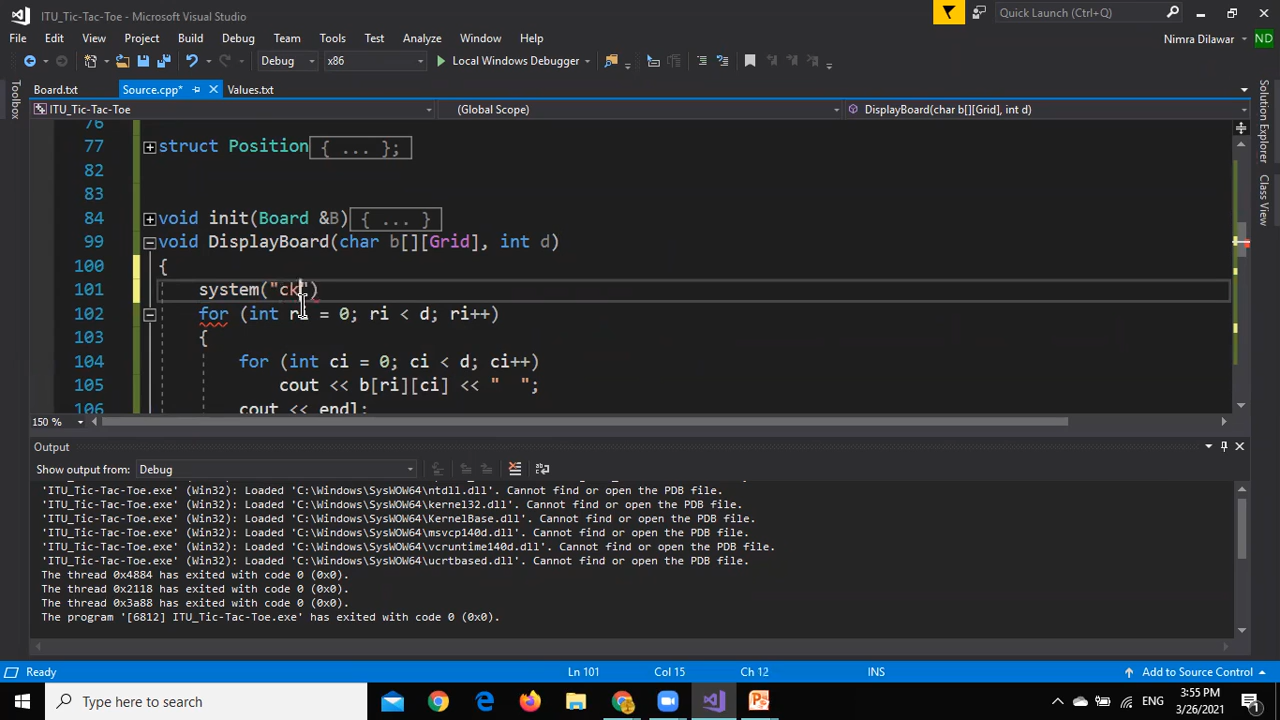 ITU_Tic-Tac-Toe - Microsoft Visual Studio
Quick Launch (Ctrl+Q)
File Edit View Project Build Debug Team Tools Test Analyze Window Help
Nimra Dilawar ND
Debug x86 Local Windows Debugger
Board.txt Source.cpp* Values.txt
ITU_Tic-Tac-Toe (Global Scope) DisplayBoard(char b[][Grid], int d)
Toolbox
Solution Explorer
Class View
76
77 struct Position{ ... };
82
83
84 void init(Board &B){ ... }
99 void DisplayBoard(char b[][Grid], int d)
100 {
101 system("ck")
102 for (int ri = 0; ri < d; ri++)
103 {
104 for (int ci = 0; ci < d; ci++)
105 cout << b[ri][ci] << "  ";
106 cout << endl;
150 %
Output
Show output from: Debug
'ITU_Tic-Tac-Toe.exe' (Win32): Loaded 'C:\Windows\SysWOW64\ntdll.dll'. Cannot find or open the PDB file.
'ITU_Tic-Tac-Toe.exe' (Win32): Loaded 'C:\Windows\SysWOW64\kernel32.dll'. Cannot find or open the PDB file.
'ITU_Tic-Tac-Toe.exe' (Win32): Loaded 'C:\Windows\SysWOW64\KernelBase.dll'. Cannot find or open the PDB file.
'ITU_Tic-Tac-Toe.exe' (Win32): Loaded 'C:\Windows\SysWOW64\msvcp140d.dll'. Cannot find or open the PDB file.
'ITU_Tic-Tac-Toe.exe' (Win32): Loaded 'C:\Windows\SysWOW64\vcruntime140d.dll'. Cannot find or open the PDB file.
'ITU_Tic-Tac-Toe.exe' (Win32): Loaded 'C:\Windows\SysWOW64\ucrtbased.dll'. Cannot find or open the PDB file.
The thread 0x4884 has exited with code 0 (0x0).
The thread 0x2118 has exited with code 0 (0x0).
The thread 0x3a88 has exited with code 0 (0x0).
The program '[6812] ITU_Tic-Tac-Toe.exe' has exited with code 0 (0x0).
Ready Ln 101 Col 15 Ch 12 INS Add to Source Control
Type here to search
ENG
3:55 PM
3/26/2021
1